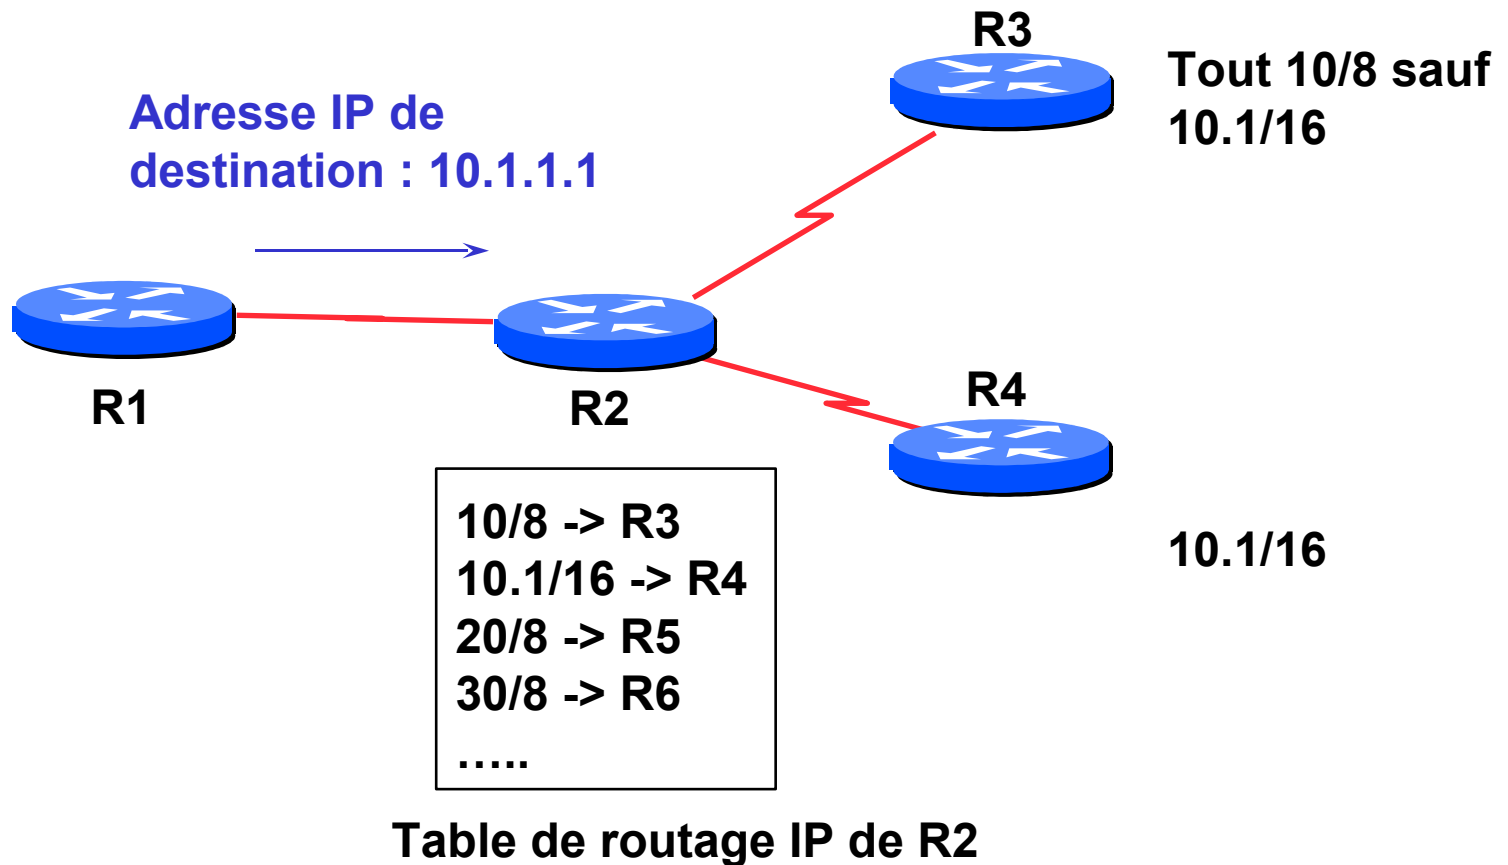 R3
Tout 10/8 sauf
10.1/16
Adresse IP de
destination : 10.1.1.1
R1
R2
R4
10.1/16
10/8 -> R3
10.1/16 -> R4
20/8 -> R5
30/8 -> R6
…..
Table de routage IP de R2